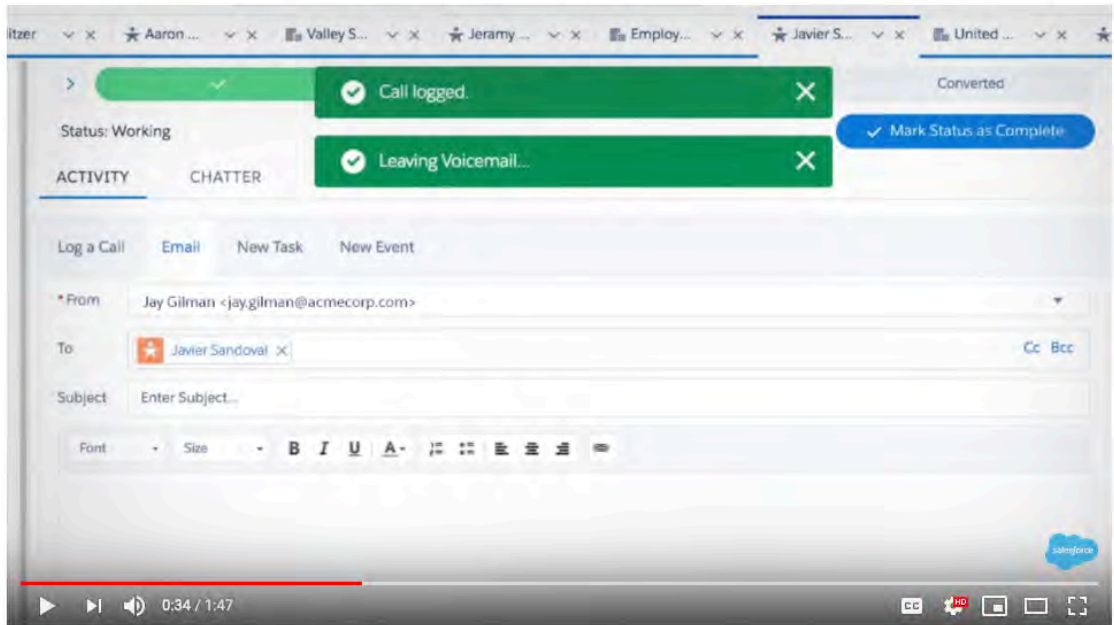 itzer Aaron ... Valley S... Jeramy ... Employ... Javier S... United ...
Call logged.
Converted
Status: Working
Mark Status as Complete
Leaving Voicemail...
ACTIVITY CHATTER
Log a Call Email New Task New Event
* From Jay Gilman <jay.gilman@acmecorp.com>
To Javier Sandoval Cc Bcc
Subject Enter Subject...
Font Size B I U A
salesforce
0:34 / 1:47 CC HD